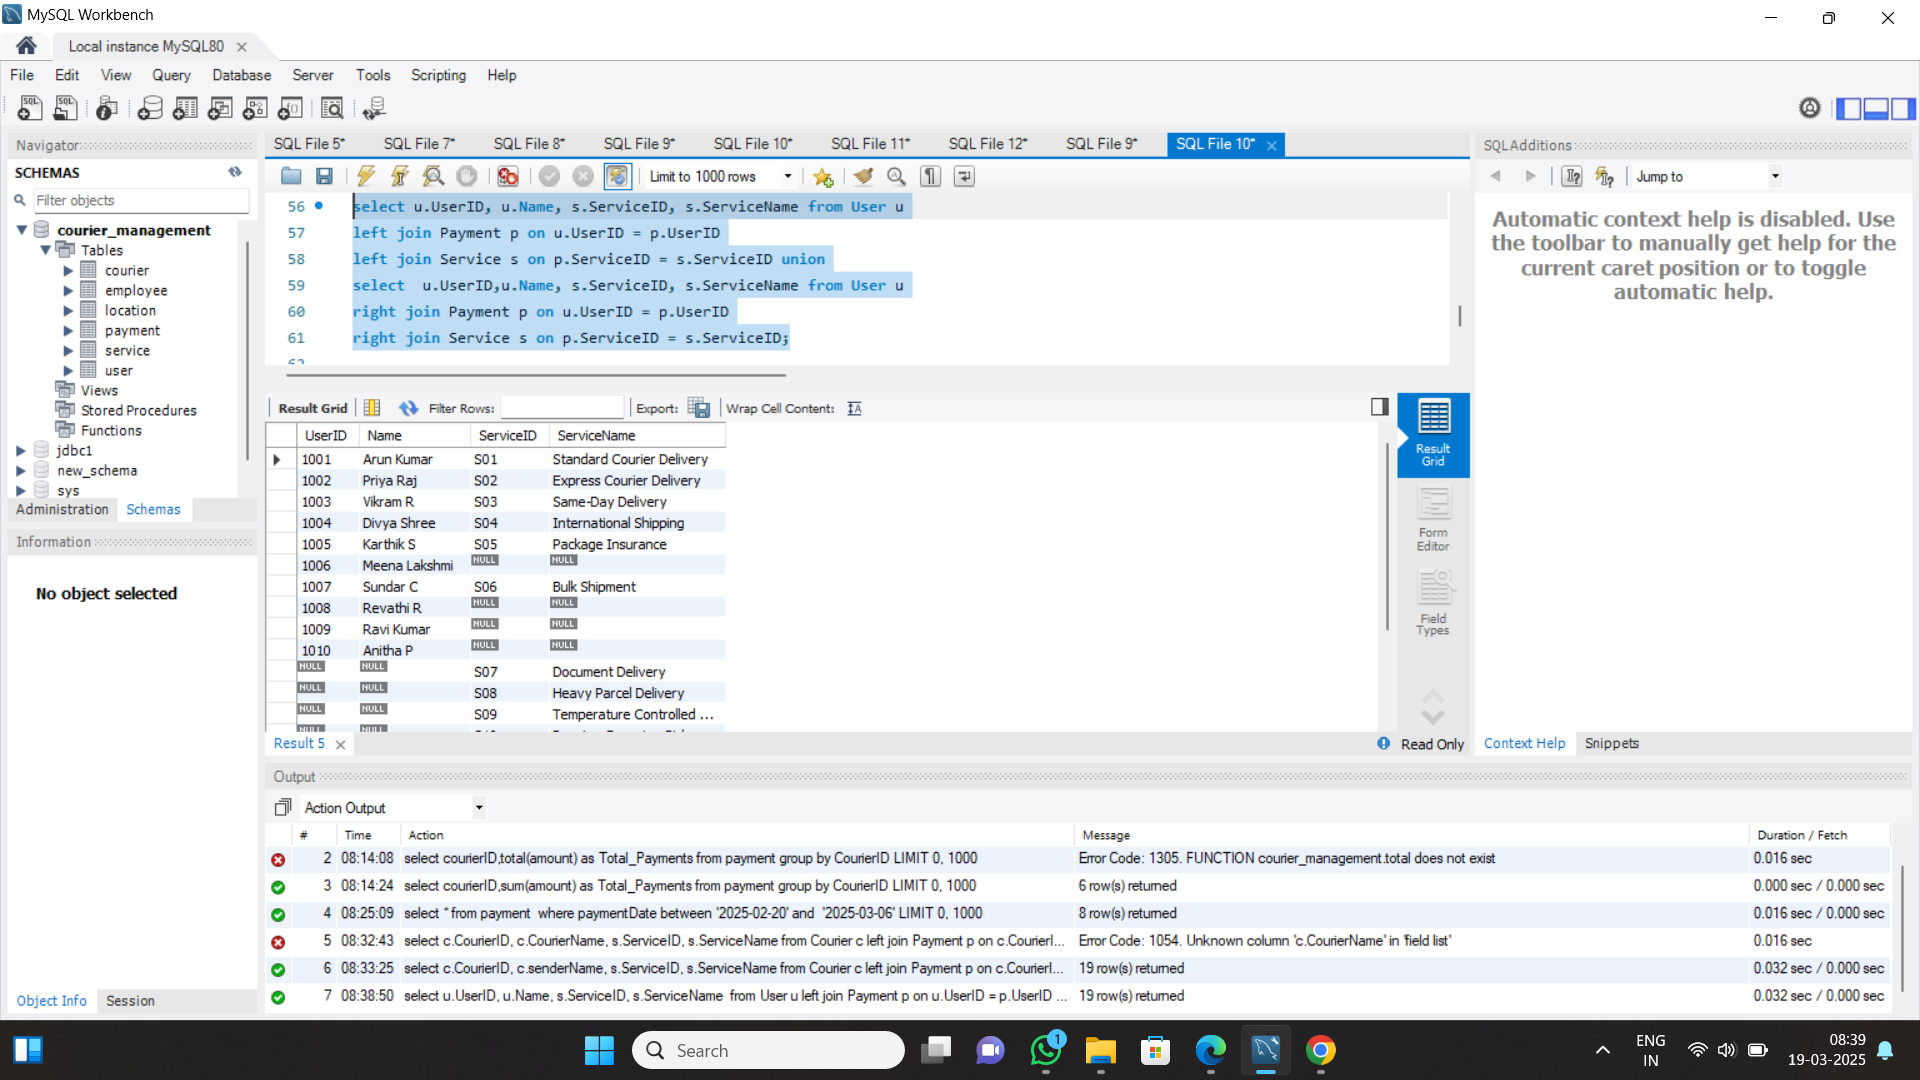 MySQL Workbench
Local instance MySQL80
File Edit View Query Database Server Tools Scripting Help
Navigator
SCHEMAS
Filter objects
courier_management
Tables
courier
employee
location
payment
service
user
Views
Stored Procedures
Functions
jdbc1
new_schema
sys
Administration Schemas
Information
No object selected
Object Info Session
SQL File 5* SQL File 7* SQL File 8* SQL File 9* SQL File 10* SQL File 11* SQL File 12* SQL File 9* SQL File 10*
Limit to 1000 rows
56 select u.UserID, u.Name, s.ServiceID, s.ServiceName from User u
57 left join Payment p on u.UserID = p.UserID
58 left join Service s on p.ServiceID = s.ServiceID union
59 select  u.UserID,u.Name, s.ServiceID, s.ServiceName from User u
60 right join Payment p on u.UserID = p.UserID
61 right join Service s on p.ServiceID = s.ServiceID;
62
Result Grid Filter Rows: Export: Wrap Cell Content:
UserID Name ServiceID ServiceName
1001 Arun Kumar S01 Standard Courier Delivery
1002 Priya Raj S02 Express Courier Delivery
1003 Vikram R S03 Same-Day Delivery
1004 Divya Shree S04 International Shipping
1005 Karthik S S05 Package Insurance
1006 Meena Lakshmi NULL NULL
1007 Sundar C S06 Bulk Shipment
1008 Revathi R NULL NULL
1009 Ravi Kumar NULL NULL
1010 Anitha P NULL NULL
NULL NULL S07 Document Delivery
NULL NULL S08 Heavy Parcel Delivery
NULL NULL S09 Temperature Controlled ...
NULL NULL
Result Grid
Form Editor
Field Types
Result 5
Read Only
SQLAdditions
Jump to
Automatic context help is disabled. Use
the toolbar to manually get help for the
current caret position or to toggle
automatic help.
Context Help Snippets
Output
Action Output
# Time Action Message Duration / Fetch
2 08:14:08 select courierID,total(amount) as Total_Payments from payment group by CourierID LIMIT 0, 1000 Error Code: 1305. FUNCTION courier_management.total does not exist 0.016 sec
3 08:14:24 select courierID,sum(amount) as Total_Payments from payment group by CourierID LIMIT 0, 1000 6 row(s) returned 0.000 sec / 0.000 sec
4 08:25:09 select * from payment  where paymentDate between '2025-02-20' and  '2025-03-06' LIMIT 0, 1000 8 row(s) returned 0.016 sec / 0.000 sec
5 08:32:43 select c.CourierID, c.CourierName, s.ServiceID, s.ServiceName from Courier c left join Payment p on c.CourierI... Error Code: 1054. Unknown column 'c.CourierName' in 'field list' 0.016 sec
6 08:33:25 select c.CourierID, c.senderName, s.ServiceID, s.ServiceName from Courier c left join Payment p on c.CourierI... 19 row(s) returned 0.032 sec / 0.000 sec
7 08:38:50 select u.UserID, u.Name, s.ServiceID, s.ServiceName  from User u left join Payment p on u.UserID = p.UserID ... 19 row(s) returned 0.032 sec / 0.000 sec
Search
1
ENG
IN
08:39
19-03-2025